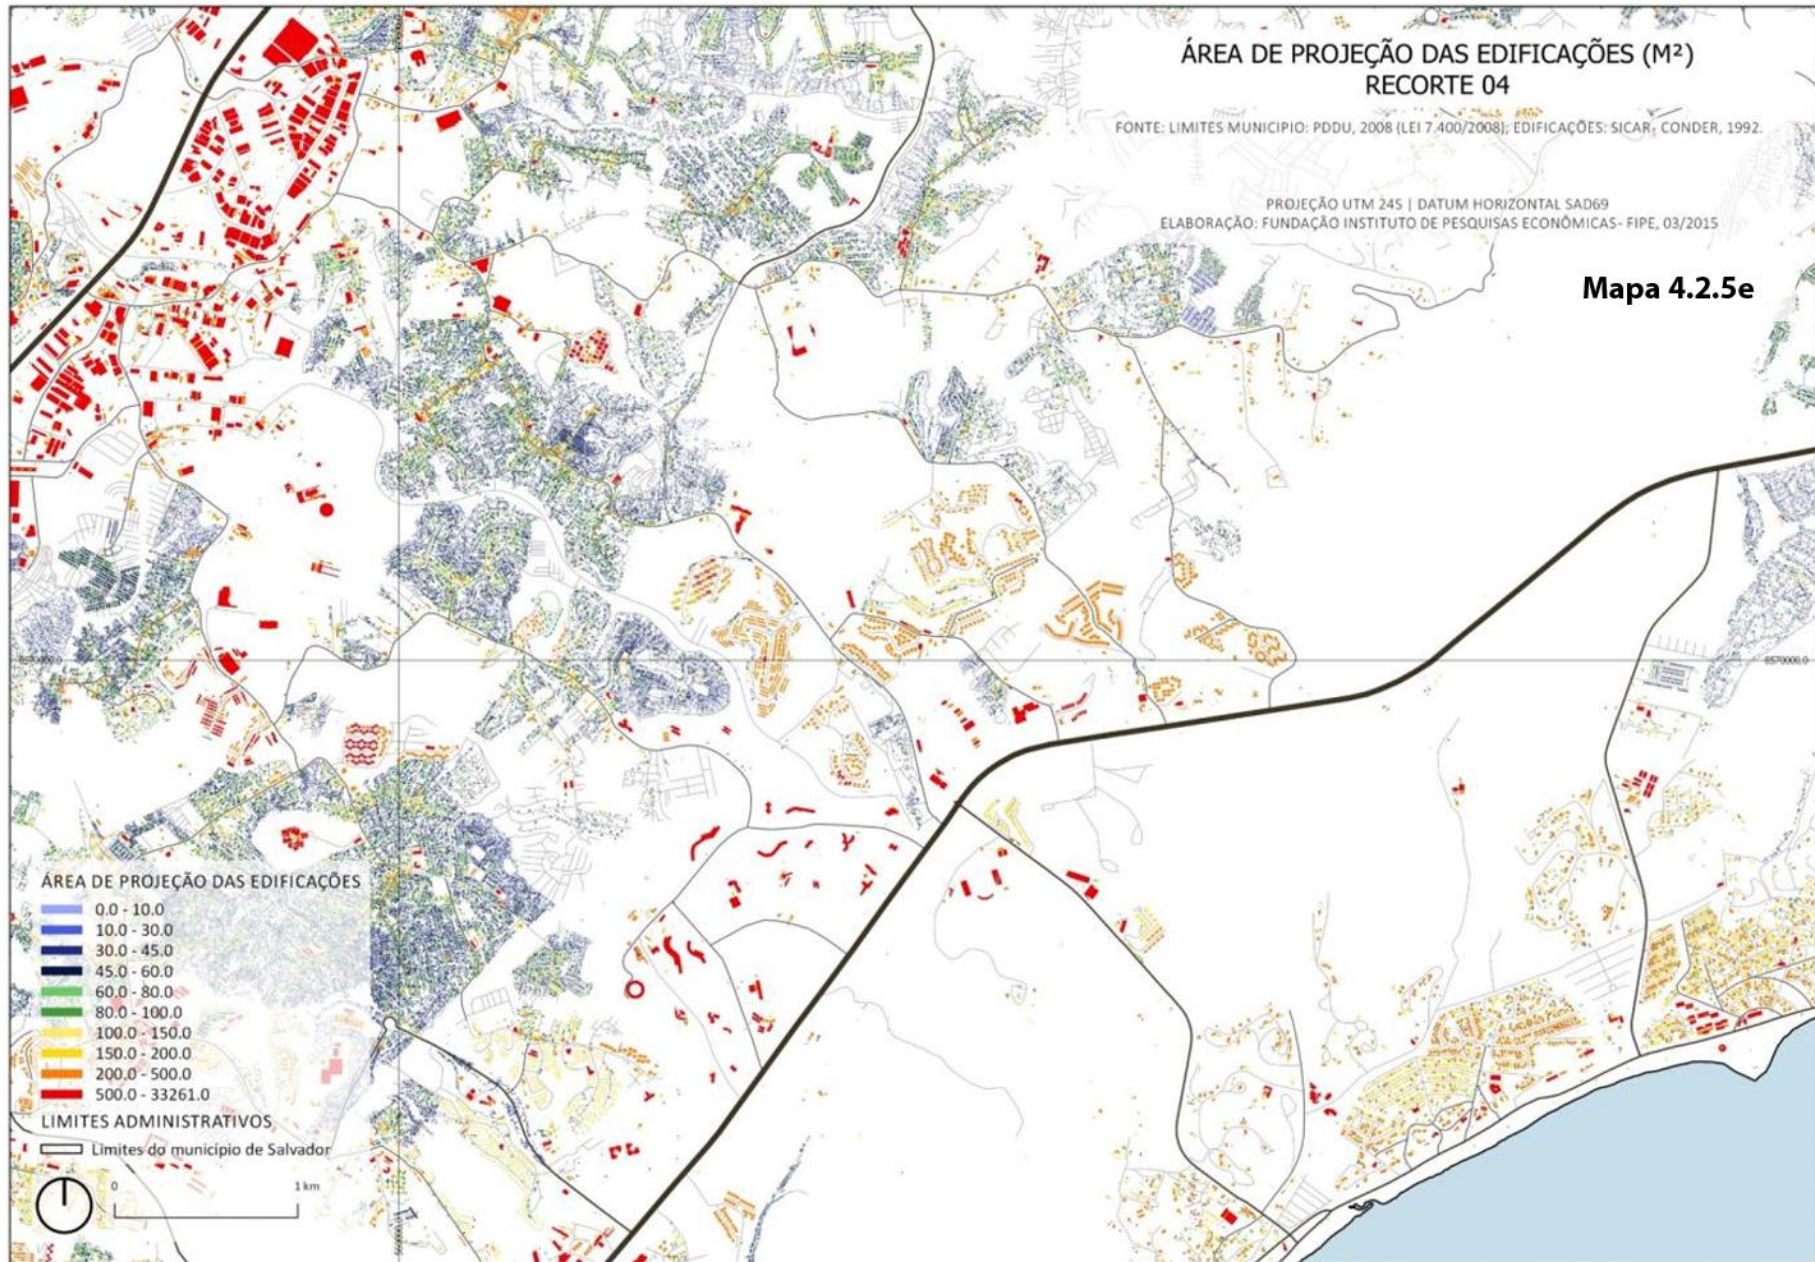 ÁREA DE PROJEÇÃO DAS EDIFICAÇÕES (M²)
RECORTE 04
FONTE: LIMITES MUNICIPIO: PDDU, 2008 (LEI 7.400/2008); EDIFICAÇÕES: SICAR, CONDER, 1992.
PROJEÇÃO UTM 24S | DATUM HORIZONTAL SAD69
ELABORAÇÃO: FUNDAÇÃO INSTITUTO DE PESQUISAS ECONÔMICAS- FIPE, 03/2015
Mapa 4.2.5e
8570000.0
ÁREA DE PROJEÇÃO DAS EDIFICAÇÕES
0.0 - 10.0
10.0 - 30.0
30.0 - 45.0
45.0 - 60.0
60.0 - 80.0
80.0 - 100.0
100.0 - 150.0
150.0 - 200.0
200.0 - 500.0
500.0 - 33261.0
LIMITES ADMINISTRATIVOS
Limites do município de Salvador
0 1 km